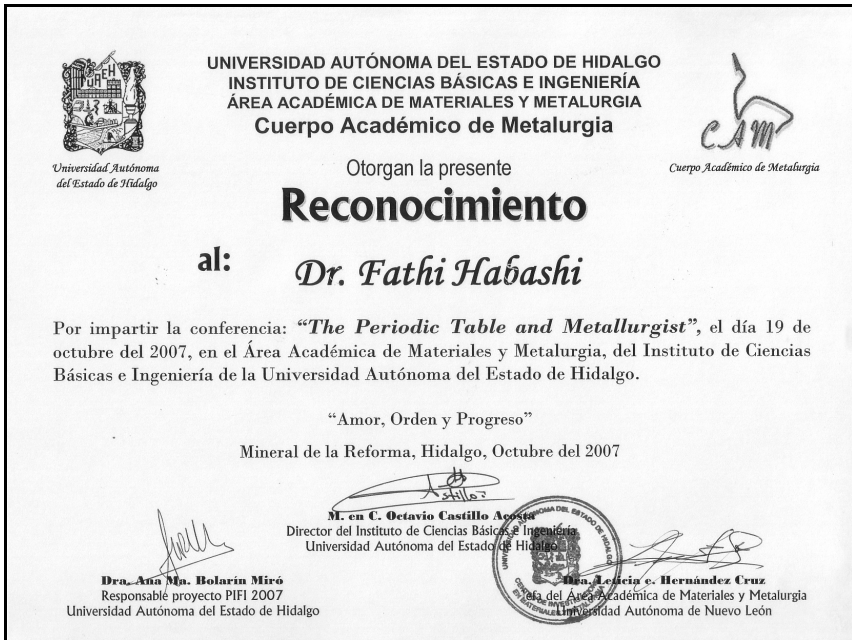 UNIVERSIDAD AUTÓNOMA DEL ESTADO DE HIDALGO
INSTITUTO DE CIENCIAS BÁSICAS E INGENIERÍA
ÁREA ACADÉMICA DE MATERIALES Y METALURGIA
Cuerpo Académico de Metalurgia
UAEH
Universidad Autónoma
del Estado de Hidalgo
CAM
Cuerpo Académico de Metalurgia
Otorgan la presente
Reconocimiento
al:
Dr. Fathi Habashi
Por impartir la conferencia: “The Periodic Table and Metallurgist”, el día 19 de
octubre del 2007, en el Área Académica de Materiales y Metalurgia, del Instituto de Ciencias
Básicas e Ingeniería de la Universidad Autónoma del Estado de Hidalgo.
“Amor, Orden y Progreso”
Mineral de la Reforma, Hidalgo, Octubre del 2007
M. en C. Octavio Castillo Acosta
Director del Instituto de Ciencias Básicas e Ingeniería
Universidad Autónoma del Estado de Hidalgo
Dra. Ana Ma. Bolarín Miró
Responsable proyecto PIFI 2007
Universidad Autónoma del Estado de Hidalgo
Dra. Leticia e. Hernández Cruz
Jefa del Área Académica de Materiales y Metalurgia
Universidad Autónoma de Nuevo León